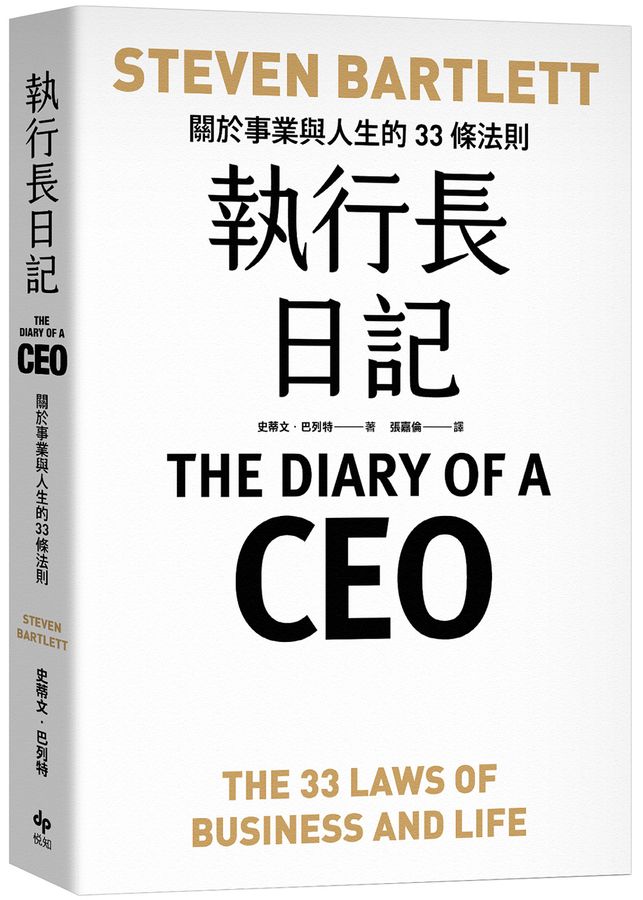 STEVEN BARTLETT
關於事業與人生的 33 條法則
執行長
日記
史蒂文・巴列特——著 張嘉倫——譯
THE DIARY OF A
CEO
THE 33 LAWS OF
BUSINESS AND LIFE
執行長日記
THE
DIARY OF A
CEO
關於事業與人生的33條法則
STEVEN
BARTLETT
史蒂文・巴列特
dp
悅知